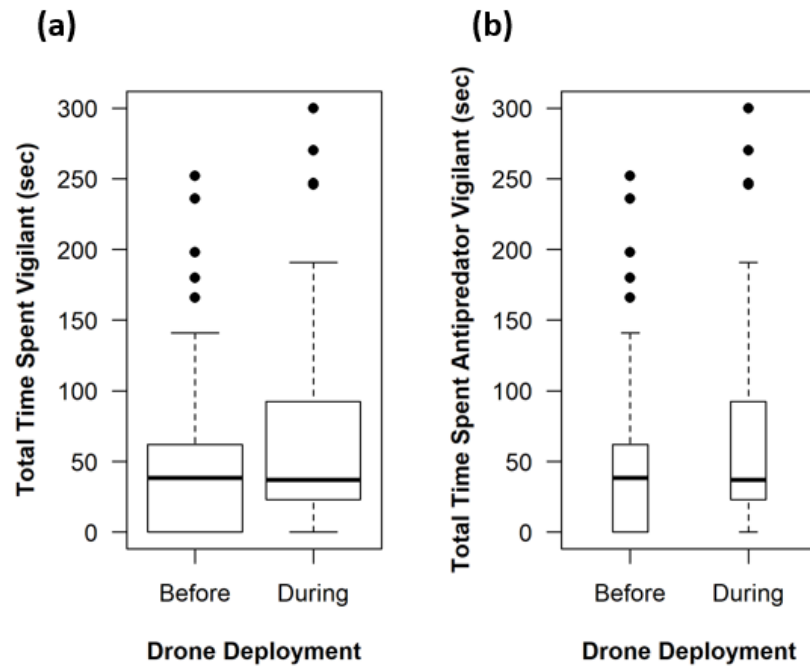 (a)
Total Time Spent Vigilant (sec)
300
250
200
150
100
50
0
Before During
Drone Deployment
(b)
Total Time Spent Antipredator Vigilant (sec)
300
250
200
150
100
50
0
Before During
Drone Deployment